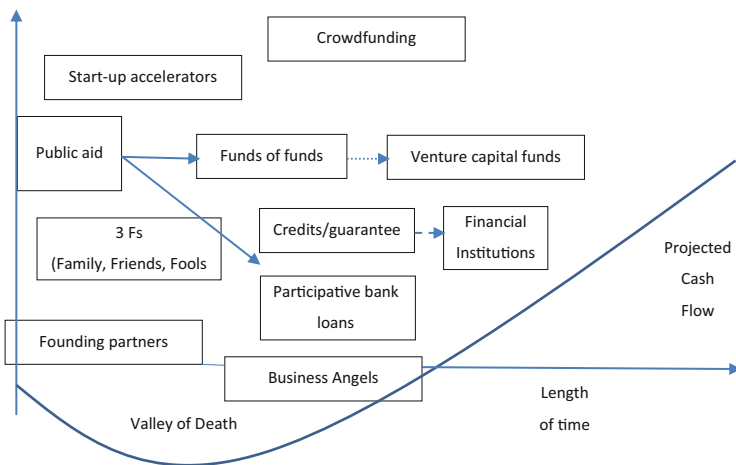 Crowdfunding
Start-up accelerators
Public aid
Funds of funds
Venture capital funds
3 Fs
(Family, Friends, Fools
Credits/guarantee
Financial
Institutions
Projected
Cash
Flow
Participative bank
loans
Founding partners
Business Angels
Length
of time
Valley of Death